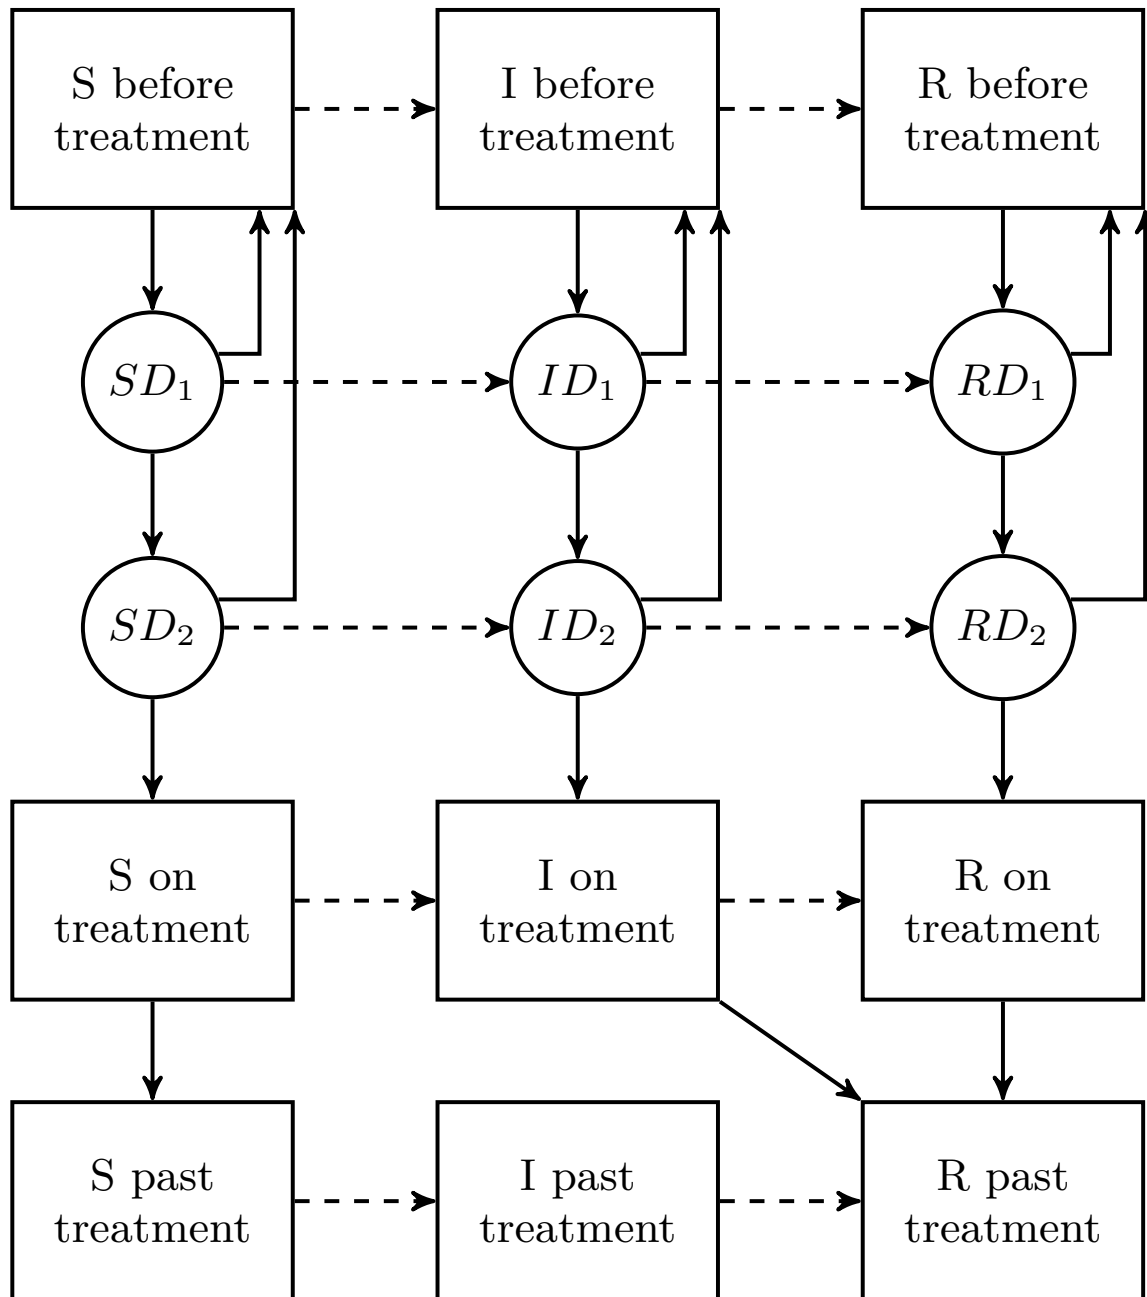 S before
treatment
I before
treatment
R before
treatment
SD₁
ID₁
RD₁
SD₂
ID₂
RD₂
S on
treatment
I on
treatment
R on
treatment
S past
treatment
I past
treatment
R past
treatment